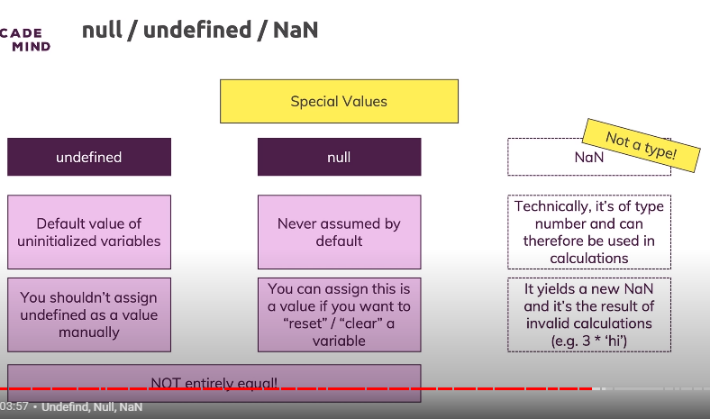 CADE
MIND
null / undefined / NaN
Special Values
undefined
null
NaN
Not a type!
Default value of
uninitialized variables
Never assumed by
default
Technically, it's of type
number and can
therefore be used in
calculations
You shouldn't assign
undefined as a value
manually
You can assign this is
a value if you want to
"reset" / "clear" a
variable
It yields a new NaN
and it's the result of
invalid calculations
(e.g. 3 * 'hi')
NOT entirely equal!
03:57 • Undefind, Null, NaN